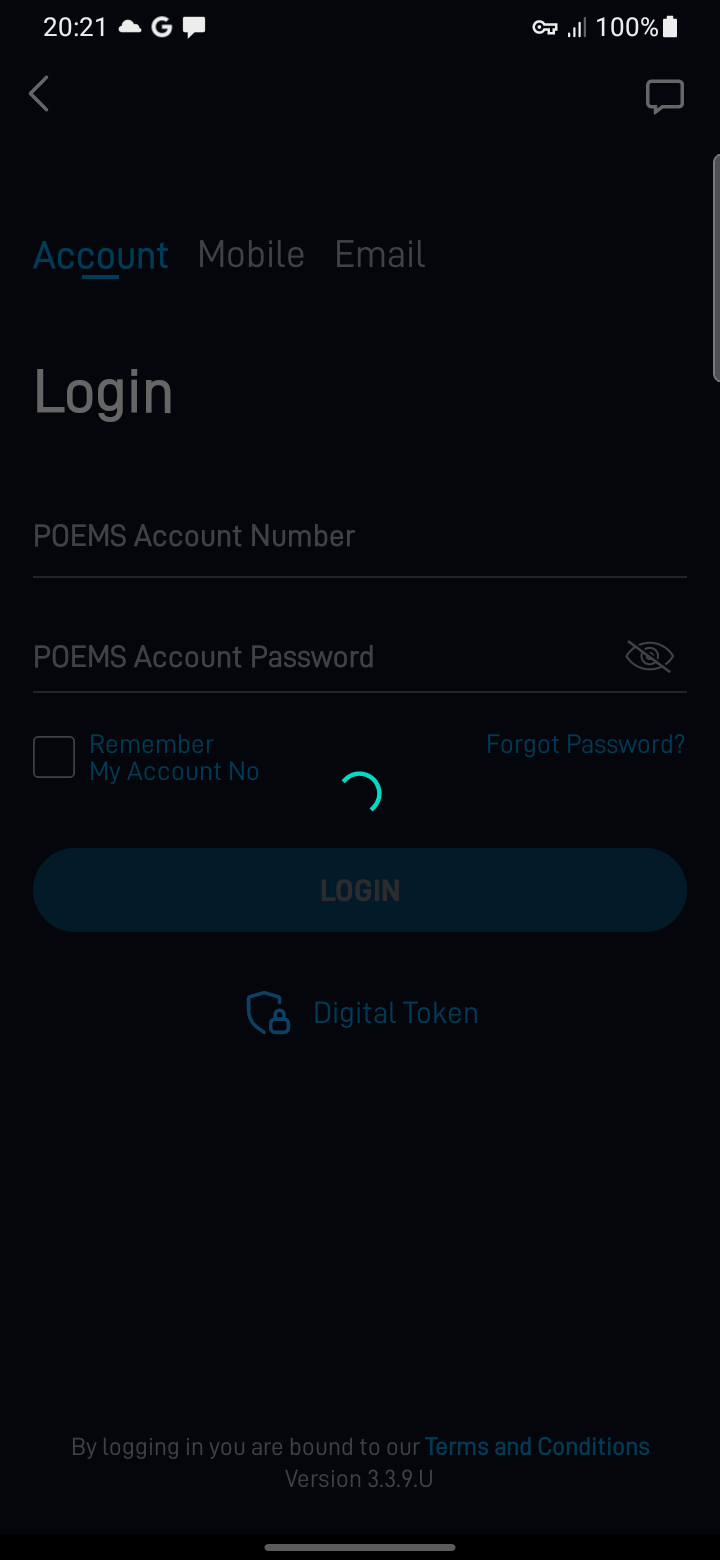 20:21 G 100%
Account Mobile Email
Login
POEMS Account Number
POEMS Account Password
Remember Forgot Password?
My Account No
LOGIN
Digital Token
By logging in you are bound to our Terms and Conditions
Version 3.3.9.U